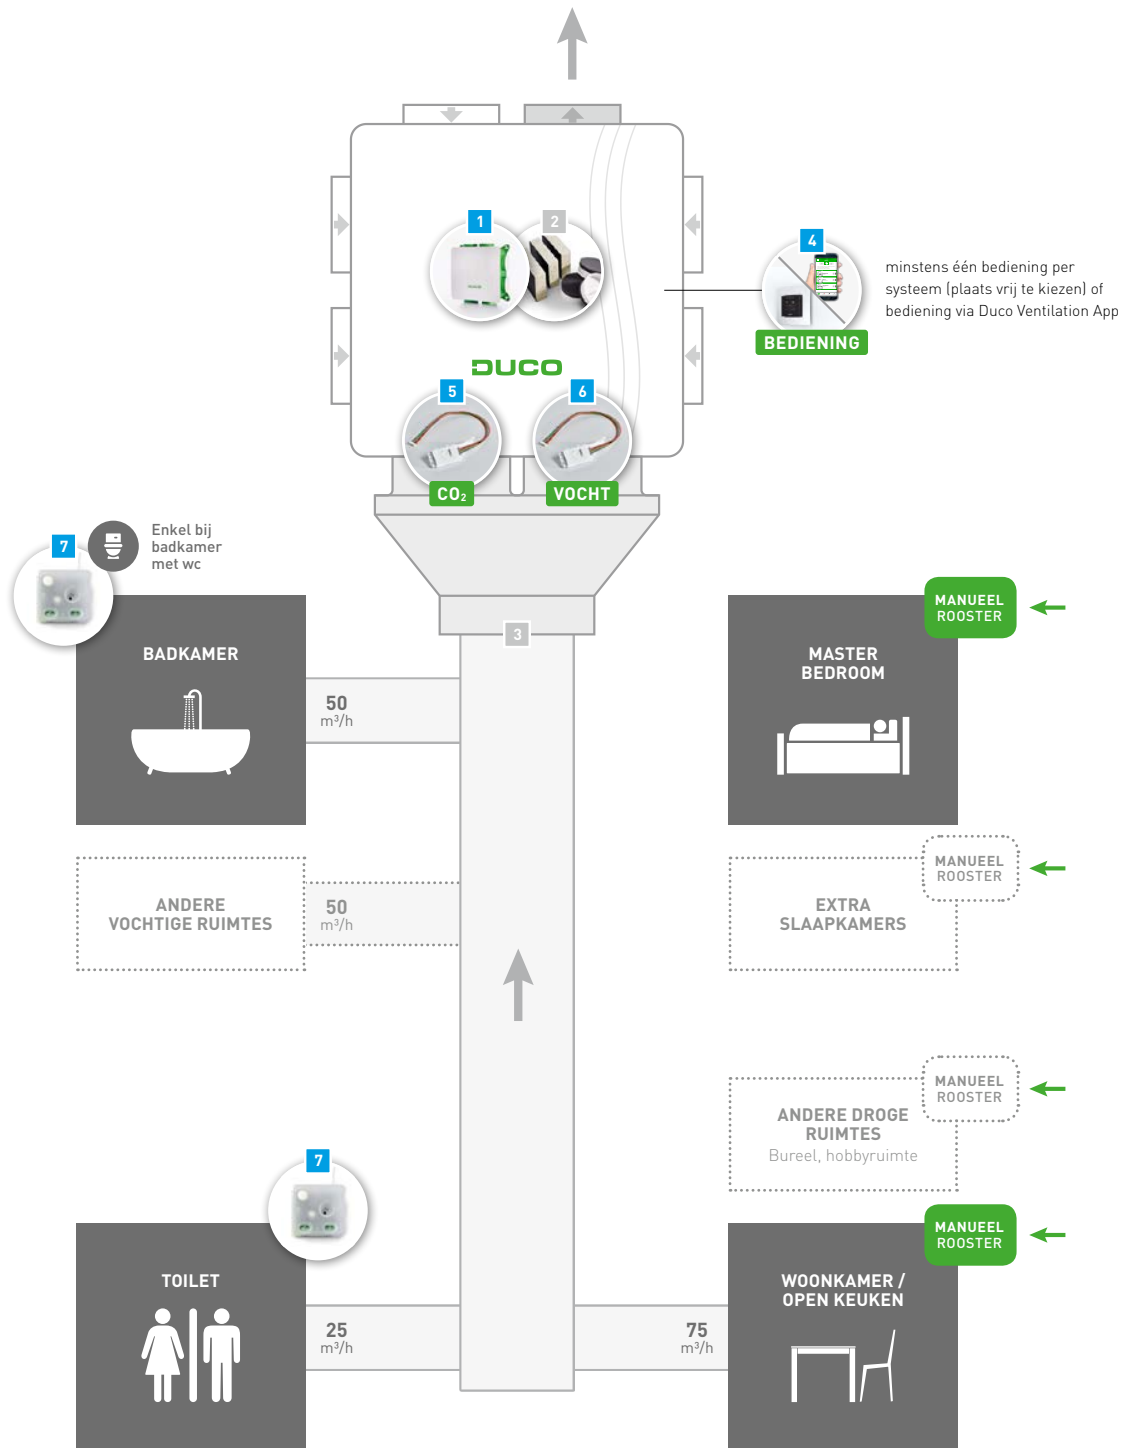 1
2
4
minstens één bediening per
systeem (plaats vrij te kiezen) of
bediening via Duco Ventilation App
BEDIENING
DUCO
5
6
CO₂
VOCHT
7
Enkel bij
badkamer
met wc
3
BADKAMER
50
m³/h
MANUEEL
ROOSTER
MASTER
BEDROOM
ANDERE
VOCHTIGE RUIMTES
50
m³/h
MANUEEL
ROOSTER
EXTRA
SLAAPKAMERS
MANUEEL
ROOSTER
ANDERE DROGE
RUIMTES
Bureel, hobbyruimte
7
TOILET
25
m³/h
75
m³/h
MANUEEL
ROOSTER
WOONKAMER /
OPEN KEUKEN